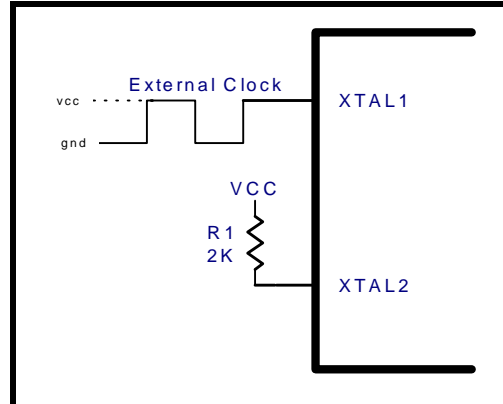 External Clock
vcc
XTAL1
gnd
VCC
R1
2K
XTAL2